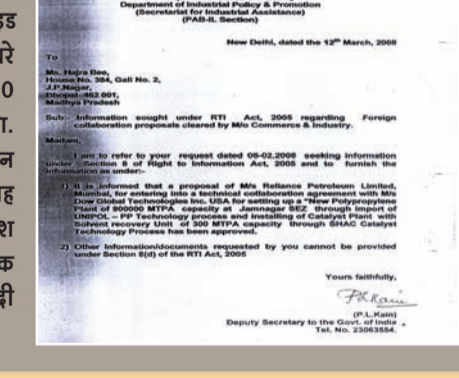 इड
ारे
0
ा.
न
ाह
श
क
दी
Department of Industrial Policy & Promotion
(Secretariat for Industrial Assistance)
(PAB-IL Section)
New Delhi, dated the 12th March, 2008
To
Ms. Hajra Bee,
House No. 384, Gali No. 2,
J.P.Nagar,
Bhopal-462 001,
Madhya Pradesh
Sub:- Information sought under RTI Act, 2005 regarding Foreign
collaboration proposals cleared by M/o Commerce & Industry.
Madam,
I am to refer to your request dated 06-02.2008 seeking information
under Section 8 of Right to Information Act, 2005 and to furnish the
information as under:-
1) It is informed that a proposal of M/s Reliance Petroleum Limited,
Mumbai, for entering into a technical collaboration agreement with M/s
Dow Global Technologies Inc. USA for setting up a "New Polypropylene
Plant of 900000 MTPA capacity at Jamnagar SEZ through import of
UNIPOL – PP Technology process and installing of Catalyst Plant with
Solvent recovery Unit of 300 MTPA capacity through SHAC Catalyst
Technology Process has been approved.
2) Other Information/documents requested by you cannot be provided
under Section 8(d) of the RTI Act, 2005
Yours faithfully,
P.L.Kain
(P.L.Kain)
Deputy Secretary to the Govt. of India
Tel. No. 23063554.